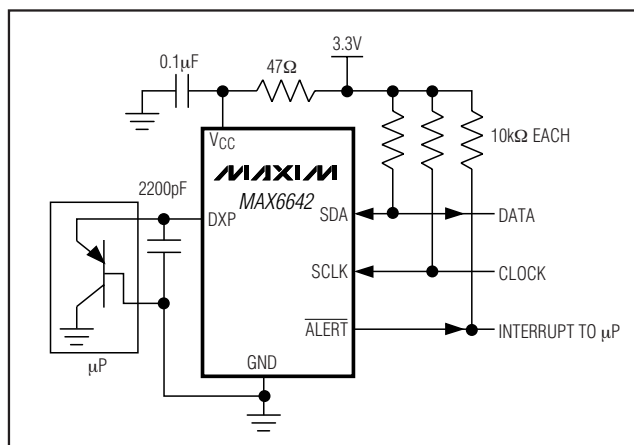 3.3V
0.1μF
47Ω
VCC
10kΩ EACH
MAXIM
MAX6642
2200pF
DXP
SDA
DATA
SCLK
CLOCK
ALERT
INTERRUPT TO μP
GND
μP